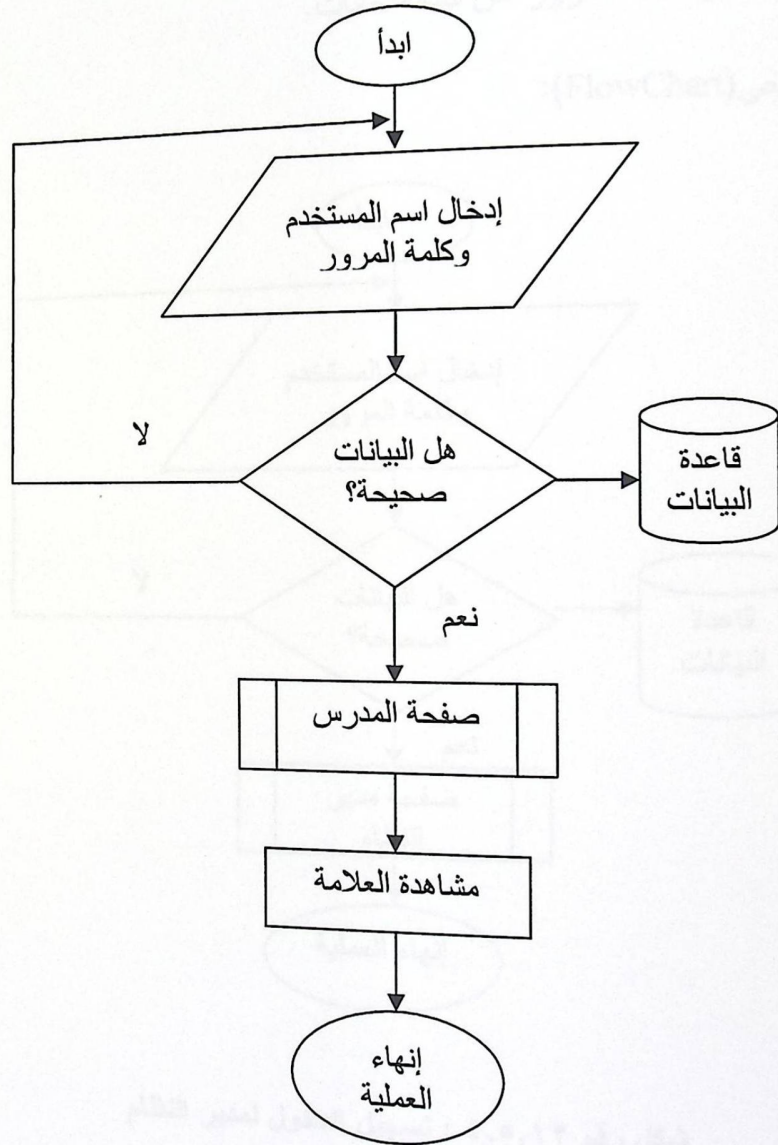 ابدأ
إدخال اسم المستخدم
وكلمة المرور
هل البيانات
صحيحة؟
لا
قاعدة
البيانات
نعم
صفحة المدرس
مشاهدة العلامة
إنهاء
العملية